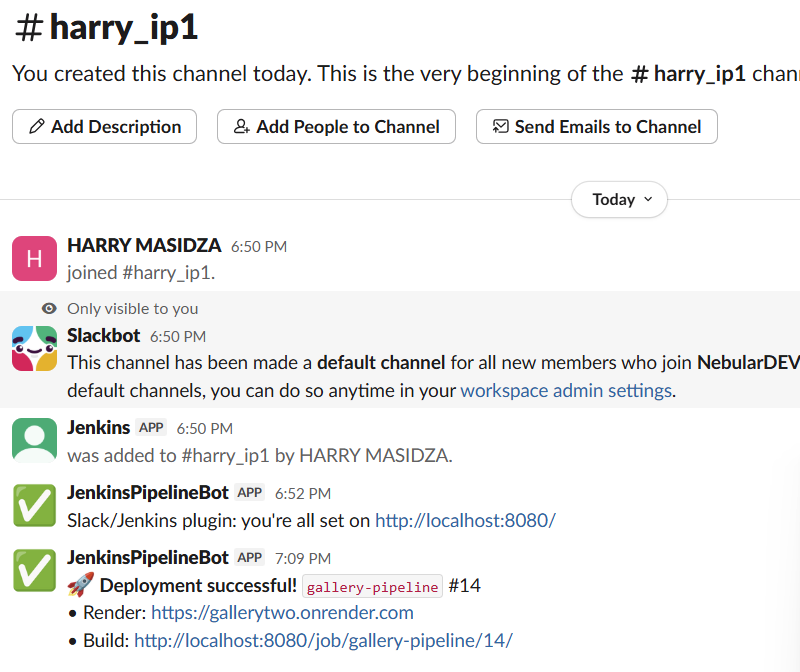 # harry_ip1
You created this channel today. This is the very beginning of the # harry_ip1
Add Description Add People to Channel Send Emails to Channel
Today
H
HARRY MASIDZA 6:50 PM
joined #harry_ip1.
Only visible to you
Slackbot 6:50 PM
This channel has been made a default channel for all new members who join NebularDEV
default channels, you can do so anytime in your workspace admin settings.
Jenkins APP 6:50 PM
was added to #harry_ip1 by HARRY MASIDZA.
JenkinsPipelineBot APP 6:52 PM
Slack/Jenkins plugin: you're all set on http://localhost:8080/
JenkinsPipelineBot APP 7:09 PM
🚀 Deployment successful! gallery-pipeline #14
• Render: https://gallerytwo.onrender.com
• Build: http://localhost:8080/job/gallery-pipeline/14/